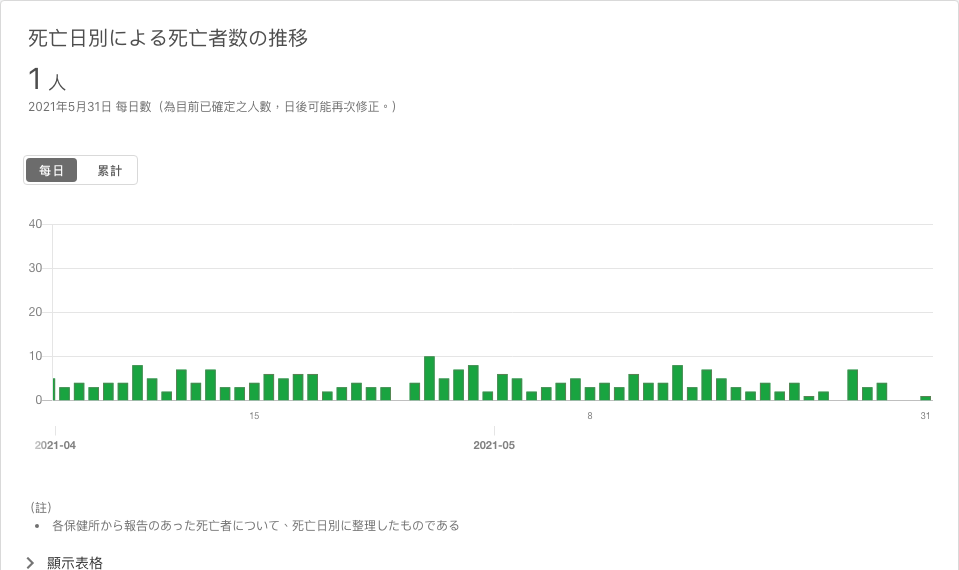 死亡日別による死亡者数の推移
1 人
2021年5月31日 每日數（為目前已確定之人數，日後可能再次修正。）
每日 累計
40
30
20
10
0
15 8 31
2021-04 2021-05
（註）
• 各保健所から報告のあった死亡者について、死亡日別に整理したものである
顯示表格